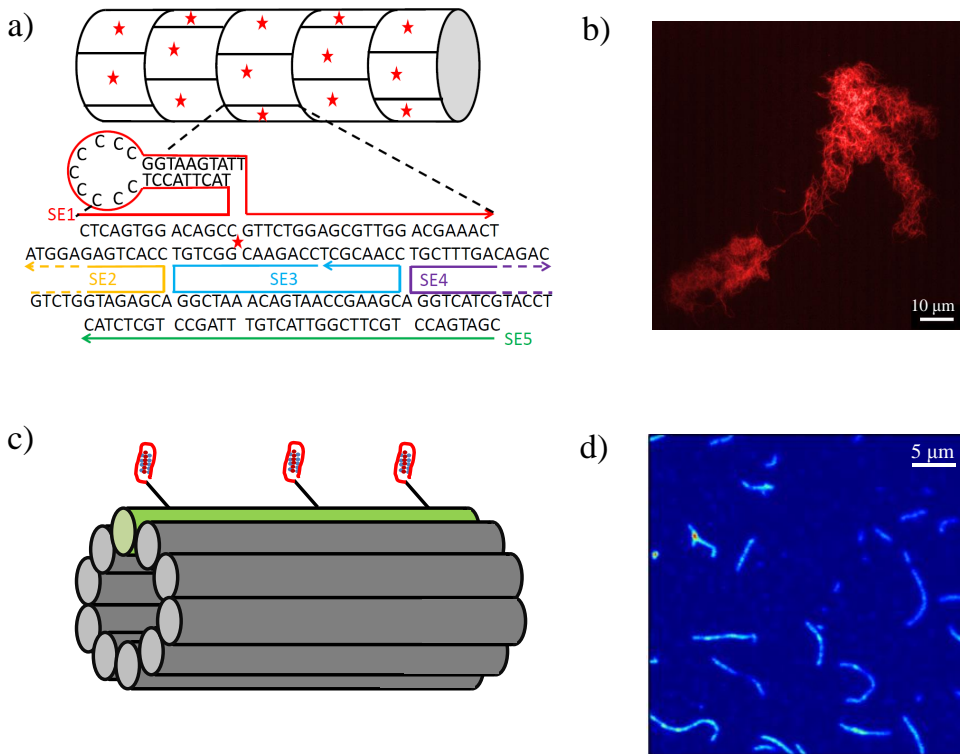 a)
C C C C C C C C C C
GGTAAGTATT
TCCATTCAT
SE1
CTCAGTGG ACAGCC GTTCTGGAGCGTTGG ACGAAACT
ATGGAGAGTCACC TGTCGG CAAGACCTCGCAACC TGCTTTGACAGAC
SE2 SE3 SE4
GTCTGGTAGAGCA GGCTAA ACAGTAACCGAAGCA GGTCATCGTACCT
CATCTCGT CCGATT TGTCATTGGCTTCGT CCAGTAGC
SE5
b)
10 μm
c)
d)
5 μm